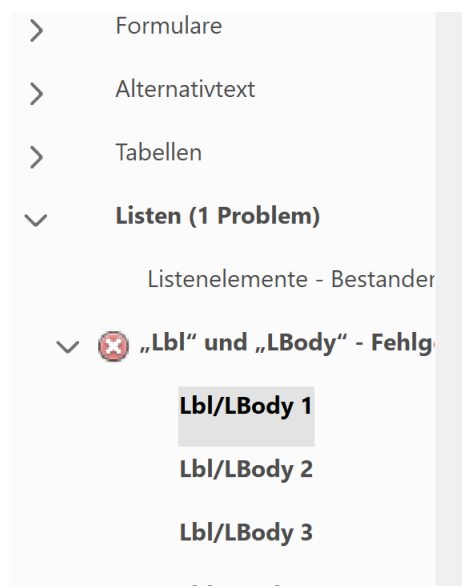 Formulare
Alternativtext
Tabellen
Listen (1 Problem)
Listenelemente - Bestanden
„Lbl“ und „LBody“ - Fehlg
Lbl/LBody 1
Lbl/LBody 2
Lbl/LBody 3